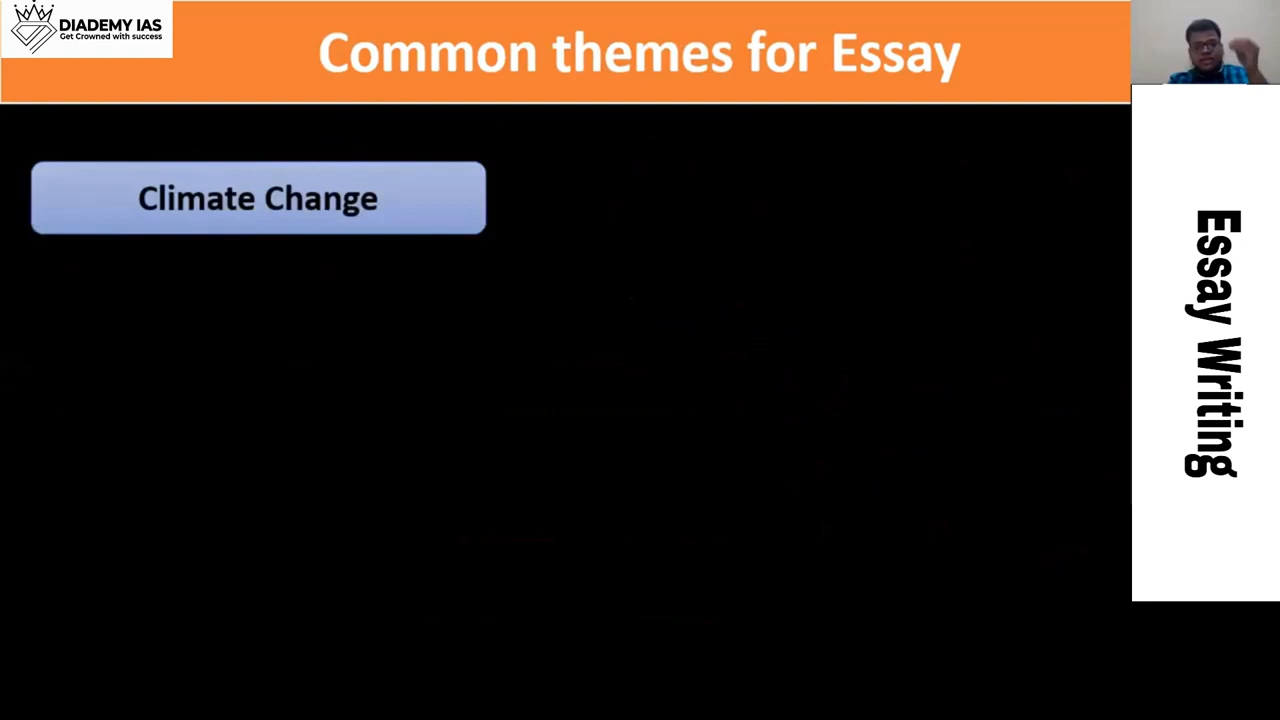 DIADEMY IAS
Get Crowned with success
Common themes for Essay
Climate Change
Essay Writing